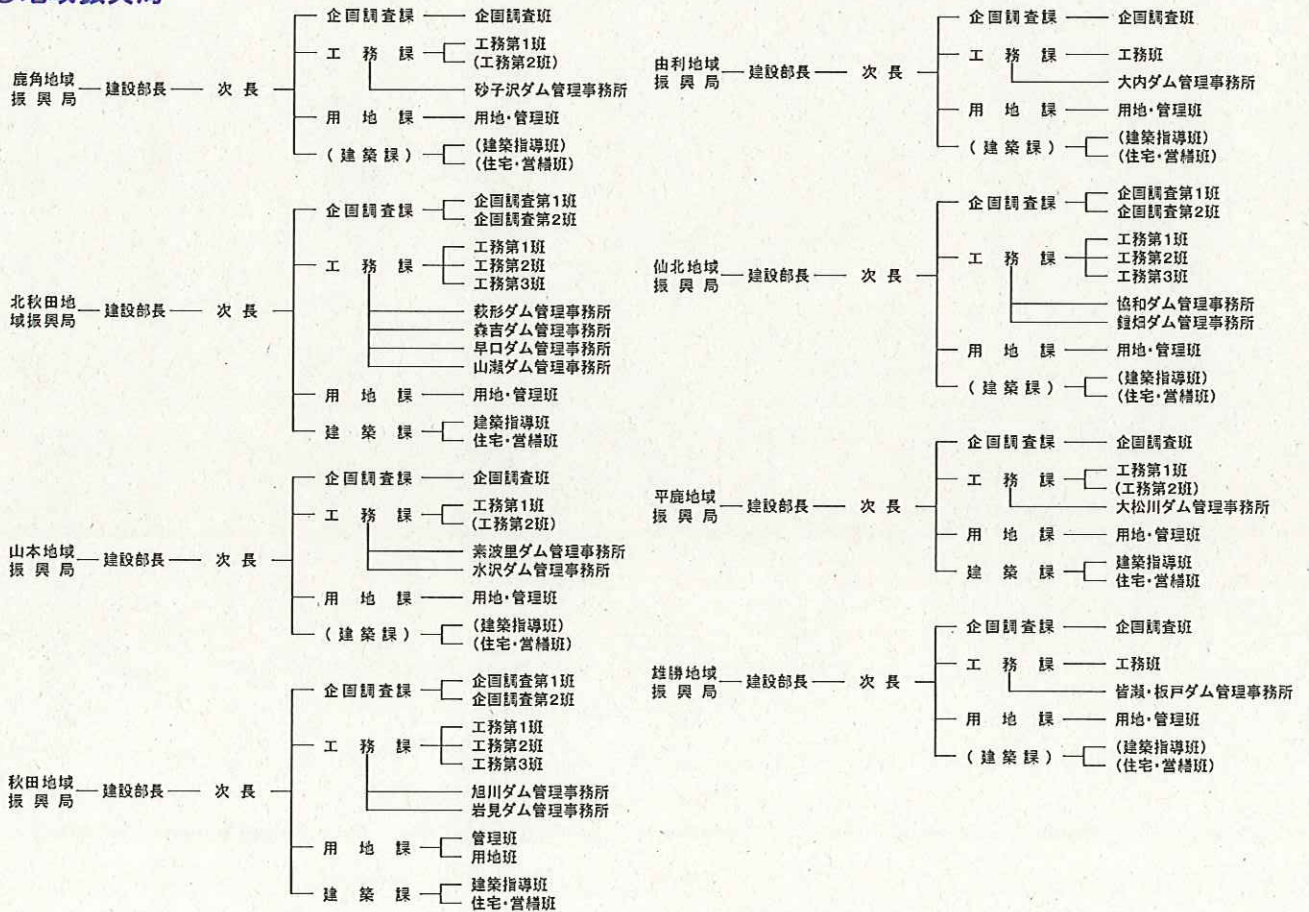 地域振興局
鹿角地域
振興局
建設部長
次長
企画調査課
企画調査班
工務課
工務第1班
(工務第2班)
砂子沢ダム管理事務所
用地課
用地・管理班
(建築課)
(建築指導班)
(住宅・営繕班)
北秋田地
域振興局
建設部長
次長
企画調査課
企画調査第1班
企画調査第2班
工務課
工務第1班
工務第2班
工務第3班
萩形ダム管理事務所
森吉ダム管理事務所
早口ダム管理事務所
山瀬ダム管理事務所
用地課
用地・管理班
建築課
建築指導班
住宅・営繕班
山本地域
振興局
建設部長
次長
企画調査課
企画調査班
工務課
工務第1班
(工務第2班)
素波里ダム管理事務所
水沢ダム管理事務所
用地課
用地・管理班
(建築課)
(建築指導班)
(住宅・営繕班)
秋田地域
振興局
建設部長
次長
企画調査課
企画調査第1班
企画調査第2班
工務課
工務第1班
工務第2班
工務第3班
旭川ダム管理事務所
岩見ダム管理事務所
用地課
管理班
用地班
建築課
建築指導班
住宅・営繕班
由利地域
振興局
建設部長
次長
企画調査課
企画調査班
工務課
工務班
大内ダム管理事務所
用地課
用地・管理班
(建築課)
(建築指導班)
(住宅・営繕班)
仙北地域
振興局
建設部長
次長
企画調査課
企画調査第1班
企画調査第2班
工務課
工務第1班
工務第2班
工務第3班
協和ダム管理事務所
鎧畑ダム管理事務所
用地課
用地・管理班
(建築課)
(建築指導班)
(住宅・営繕班)
平鹿地域
振興局
建設部長
次長
企画調査課
企画調査班
工務課
工務第1班
(工務第2班)
大松川ダム管理事務所
用地課
用地・管理班
建築課
建築指導班
住宅・営繕班
雄勝地域
振興局
建設部長
次長
企画調査課
企画調査班
工務課
工務班
皆瀬・板戸ダム管理事務所
用地課
用地・管理班
(建築課)
(建築指導班)
(住宅・営繕班)